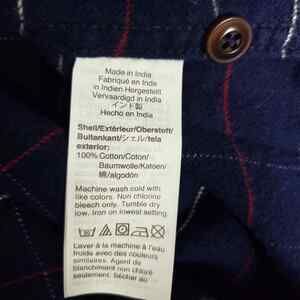 Made in India
Fabriqué en Inde
in Indien Hergestellt
Vervaardigd in India
インド製
Hecho en India
Shell/Extérieur/Oberstoff/
Buitenkant/シェル/tela
exterior:
100% Cotton/Coton/
Baumwolle/Katoen/
綿/algodón
Machine wash cold with
like colors. Non chlorine
bleach only. Tumble dry
low. Iron on lowest setting.
Laver à la machine à l'eau
froide avec des couleurs
similaires. Agent de
blanchiment non chloré
seulement. Sécher au